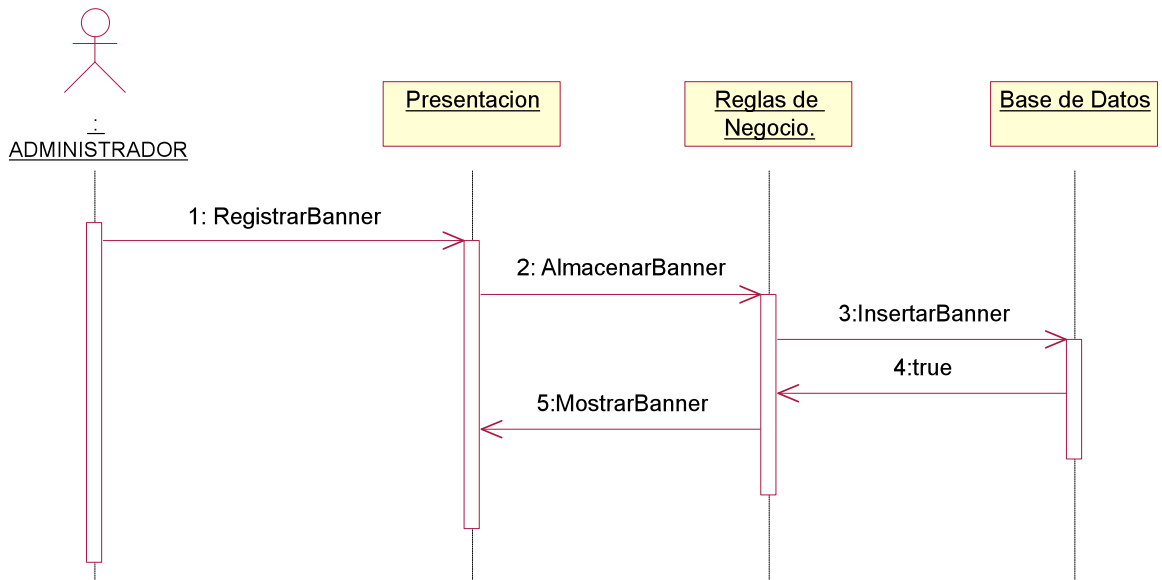 Presentacion
Reglas de
Negocio.
Base de Datos
:
ADMINISTRADOR
1: RegistrarBanner
2: AlmacenarBanner
3:InsertarBanner
4:true
5:MostrarBanner